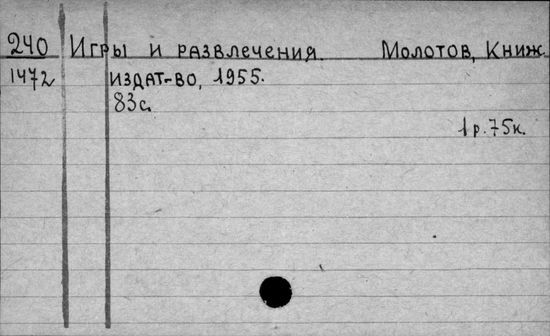 240 Игры и развлечения. Молотов, Книж.
1472 издат-во, 1955.
83с.
1р.75к.